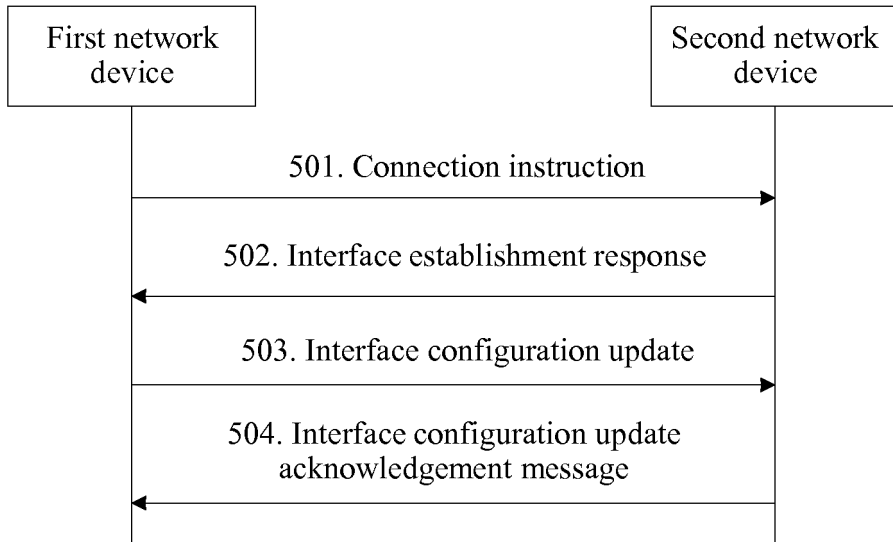 First network
device
Second network
device
501. Connection instruction
502. Interface establishment response
503. Interface configuration update
504. Interface configuration update
acknowledgement message